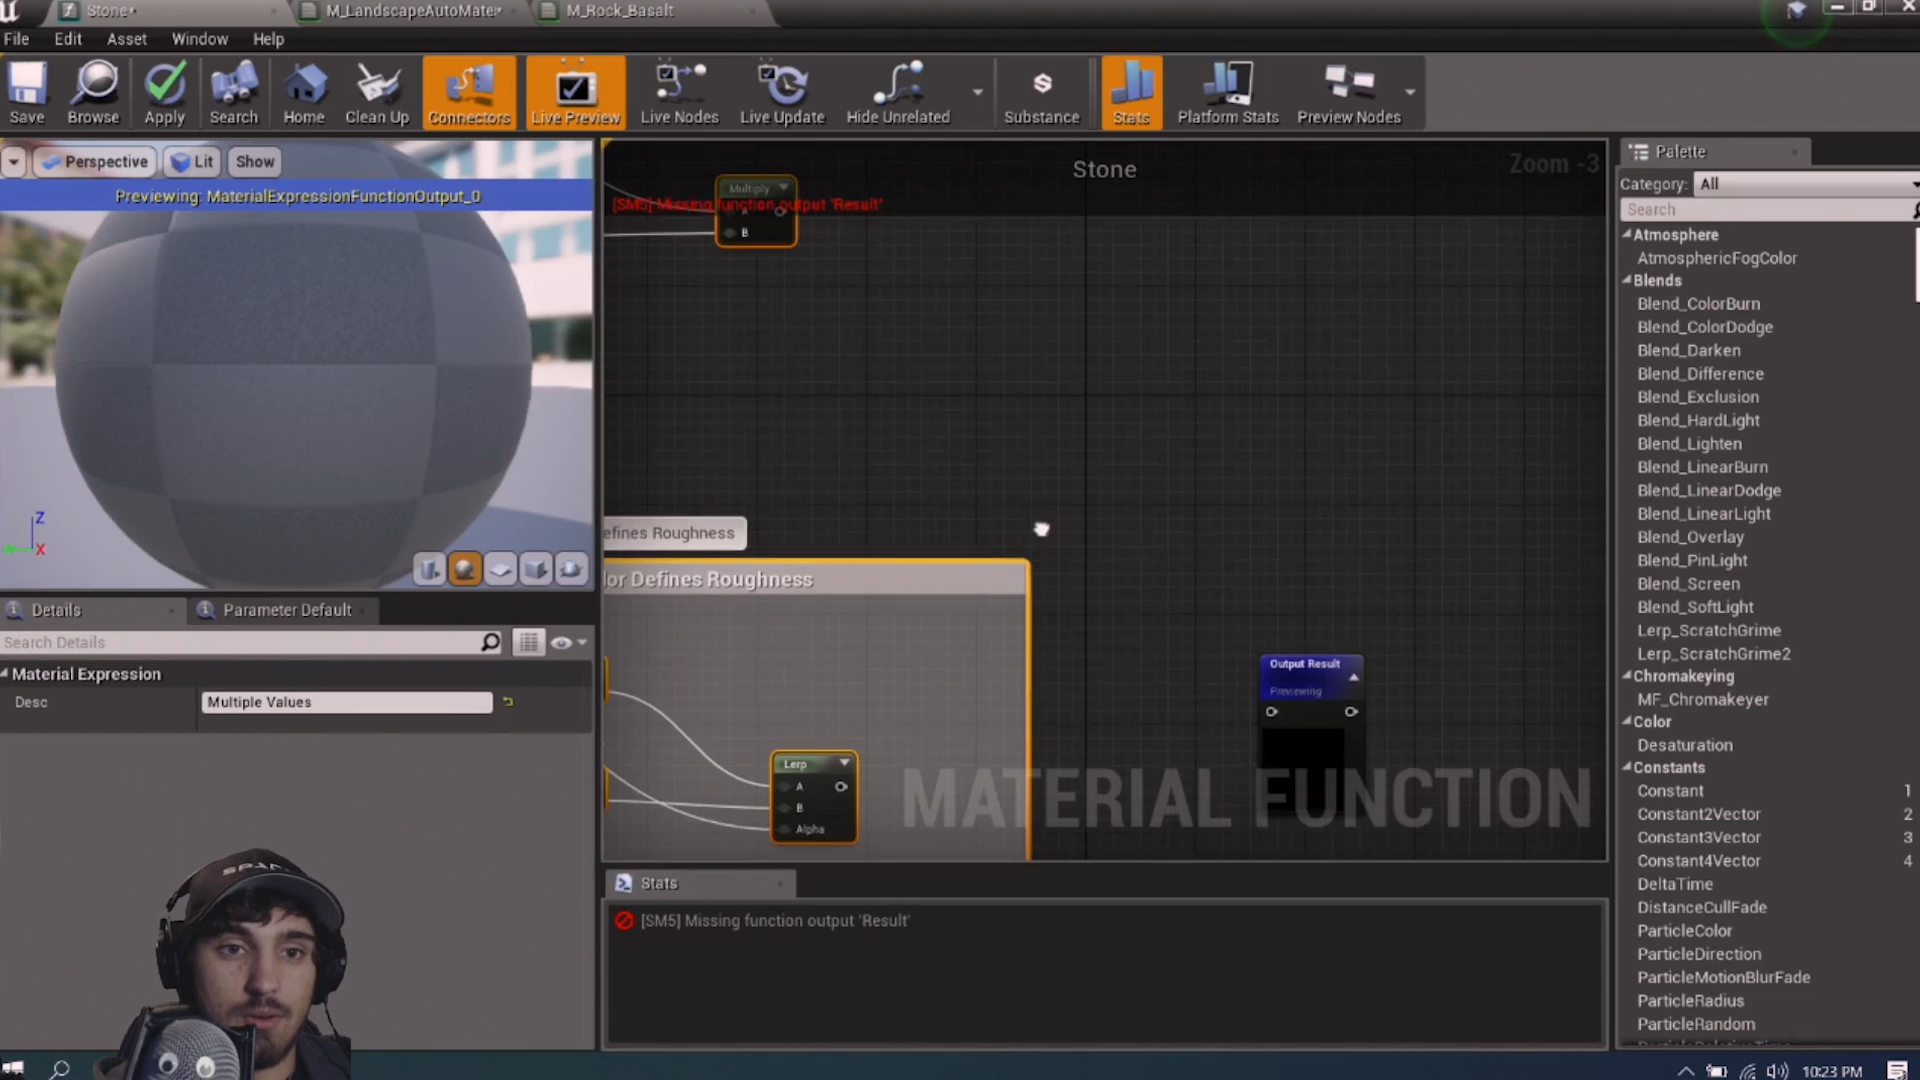 Stone*
M_LandscapeAutoMater*
M_Rock_Basalt
File Edit Asset Window Help
Save
Browse
Apply
Search
Home
Clean Up
Connectors
Live Preview
Live Nodes
Live Update
Hide Unrelated
Substance
Stats
Platform Stats
Preview Nodes
Perspective
Lit
Show
Previewing: MaterialExpressionFunctionOutput_0
Z
X
Stone
Zoom -3
Multiply
[SM5] Missing function output 'Result'
A
B
efines Roughness
lor Defines Roughness
Lerp
A
B
Alpha
Output Result
Previewing
MATERIAL FUNCTION
Details
Parameter Default
Search Details
Material Expression
Desc
Multiple Values
SPAC
Stats
[SM5] Missing function output 'Result'
Palette
Category: All
Search
Atmosphere
AtmosphericFogColor
Blends
Blend_ColorBurn
Blend_ColorDodge
Blend_Darken
Blend_Difference
Blend_Exclusion
Blend_HardLight
Blend_Lighten
Blend_LinearBurn
Blend_LinearDodge
Blend_LinearLight
Blend_Overlay
Blend_PinLight
Blend_Screen
Blend_SoftLight
Lerp_ScratchGrime
Lerp_ScratchGrime2
Chromakeying
MF_Chromakeyer
Color
Desaturation
Constants
Constant 1
Constant2Vector 2
Constant3Vector 3
Constant4Vector 4
DeltaTime
DistanceCullFade
ParticleColor
ParticleDirection
ParticleMotionBlurFade
ParticleRadius
ParticleRandom
10:23 PM